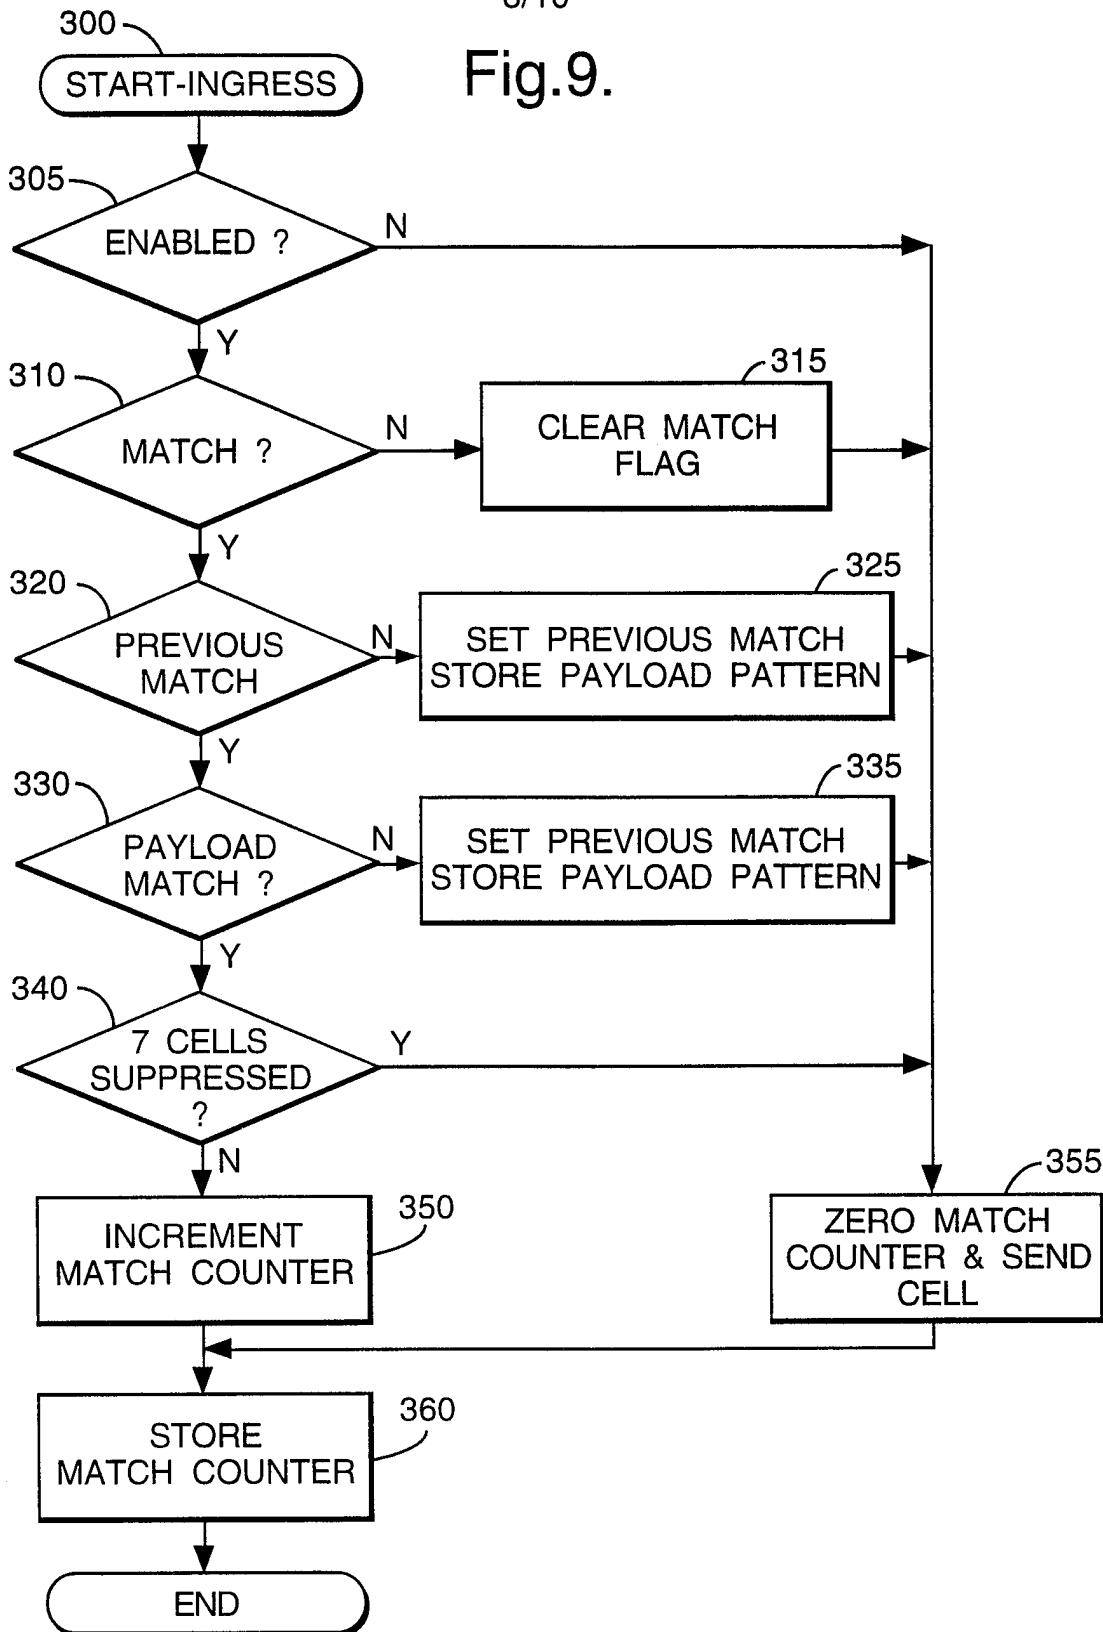 300
START-INGRESS
Fig.9.
305
ENABLED ?
N
Y
310
MATCH ?
N
315
CLEAR MATCH
FLAG
Y
320
PREVIOUS
MATCH
N
325
SET PREVIOUS MATCH
STORE PAYLOAD PATTERN
Y
330
PAYLOAD
MATCH ?
N
335
SET PREVIOUS MATCH
STORE PAYLOAD PATTERN
Y
340
7 CELLS
SUPPRESSED
?
Y
N
350
INCREMENT
MATCH COUNTER
355
ZERO MATCH
COUNTER & SEND
CELL
360
STORE
MATCH COUNTER
END